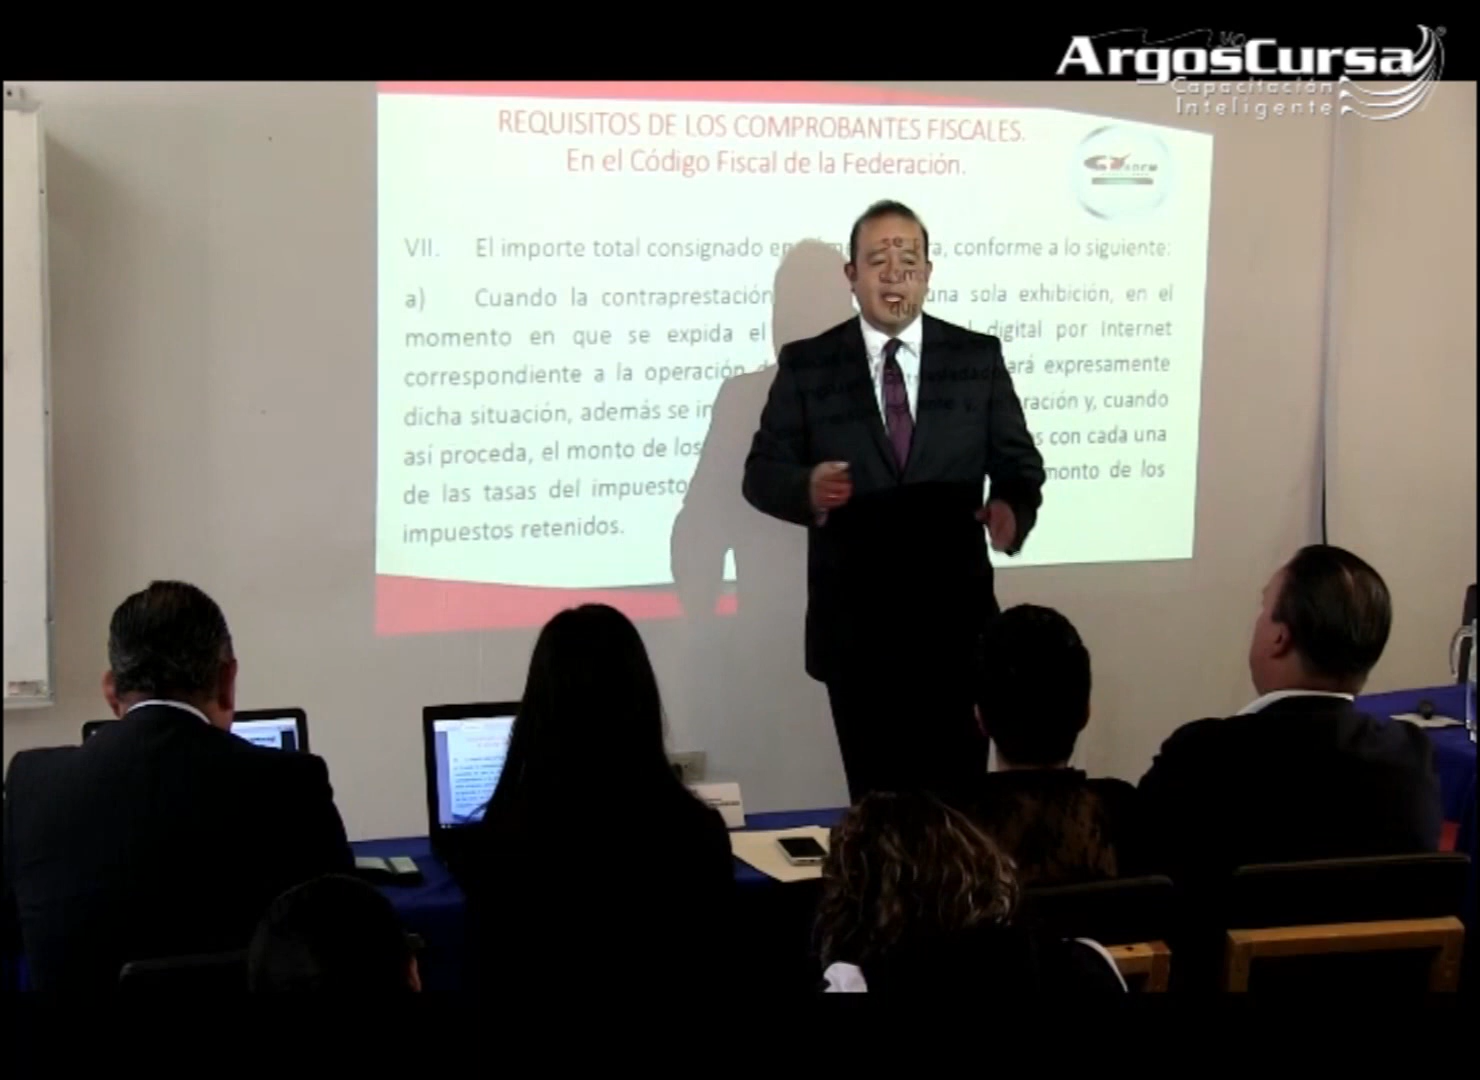 ArgosCursa
Capacitación
Inteligente
REQUISITOS DE LOS COMPROBANTES FISCALES.
En el Código Fiscal de la Federación.
VII. El importe total consignado en, conforme a lo siguiente:
a) Cuando la contraprestación una sola exhibición, en el
momento en que se expida el digital por Internet
correspondiente a la operación expresamente
dicha situación, además se y, cuando
así proceda, el monto de los con cada una
de las tasas del impuesto monto de los
impuestos retenidos.